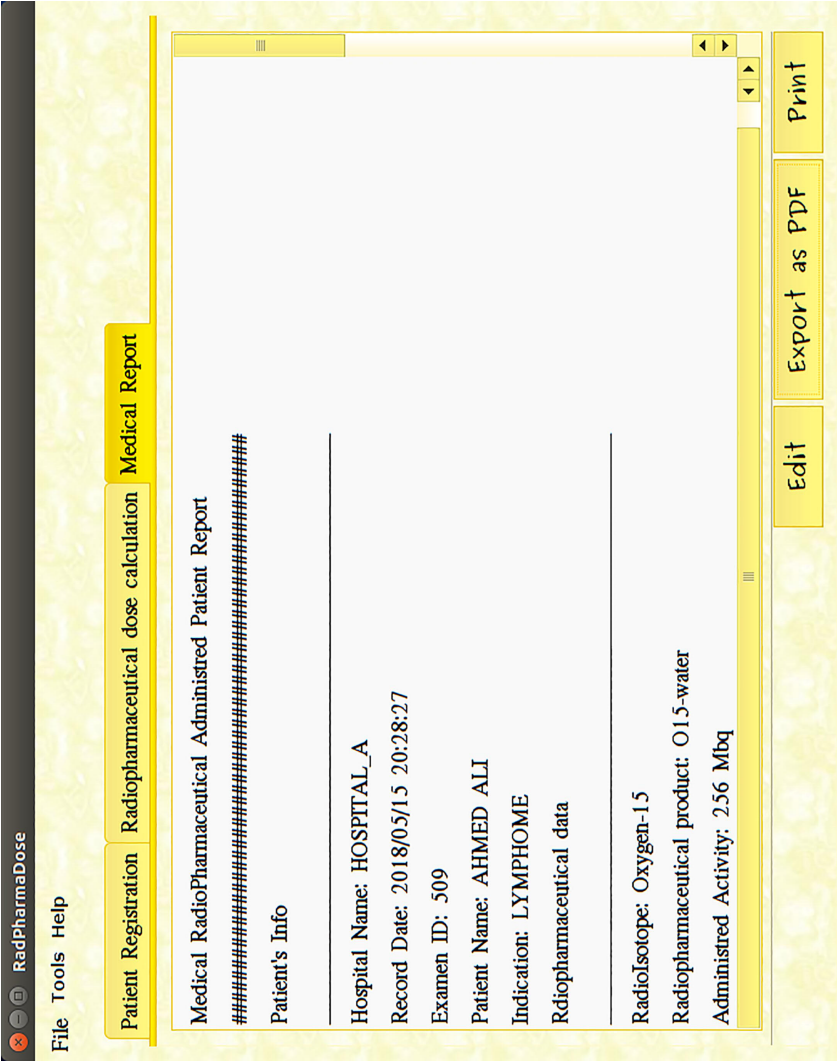 RadPharmaDose
File Tools Help
Patient Registration Radiopharmaceutical dose calculation Medical Report
Medical RadioPharmaceutical Administred Patient Report
##############################################################
Patient's Info
Hospital Name: HOSPITAL_A
Record Date: 2018/05/15 20:28:27
Examen ID: 509
Patient Name: AHMED ALI
Indication: LYMPHOME
Rdiopharmaceutical data
RadioIsotope: Oxygen-15
Radiopharmaceutical product: O15-water
Administred Activity: 256 Mbq
Edit Export as PDF Print